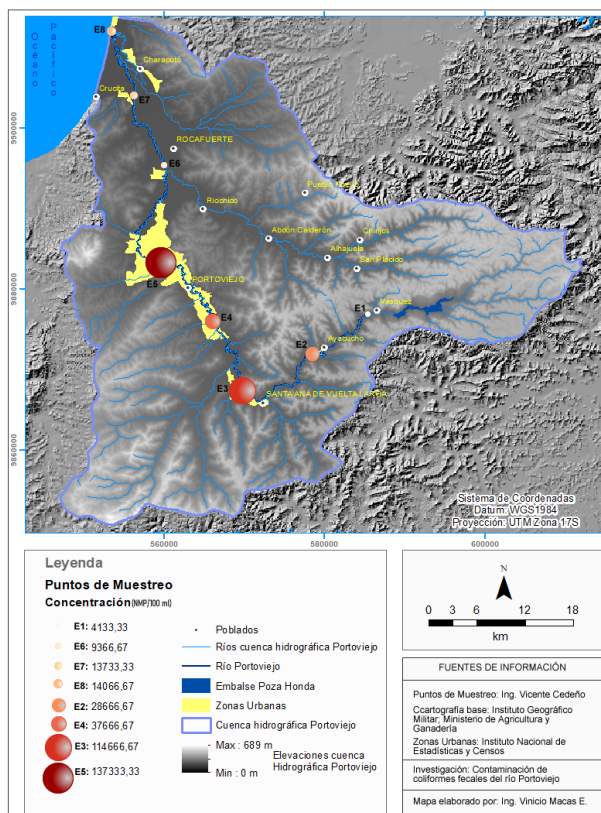 Océano
Pacífico
E8
Charapotó
Crucita
E7
9900000
ROCAFUERTE
E6
Pueblo Nuevo
Riochico
Abdón Calderón
Chirijos
Alhajuela
San Plácido
E5
9880000
PORTOVIEJO
E1
E4
E2
Ayacucho
E3
SANTA ANA DE VUELTA LARGA
9860000
Sistema de Coordenadas
Datum: WGS1984
Proyección: UTM Zona 17S
560000
580000
600000
Leyenda
Puntos de Muestreo
Concentración(NMP/100 ml)
E1: 4133,33
E6: 9366,67
E7: 13733,33
E8: 14066,67
E2: 28666,67
E4: 37666,67
E3: 114666,67
E5: 137333,33
Poblados
Ríos cuenca hidrográfica Portoviejo
Río Portoviejo
Embalse Poza Honda
Zonas Urbanas
Cuenca hidrográfica Portoviejo
Max : 689 m
Min : 0 m
Elevaciones cuenca
Hidrográfica Portoviejo
N
0 3 6 12 18
km
FUENTES DE INFORMACIÓN
Puntos de Muestreo: Ing. Vicente Cedeño
Ccartografía base: Instituto Geográfico
Militar; Ministerio de Agricultura y
Ganadería
Zonas Urbanas: Instituto Nacional de
Estadísticas y Censos
Investigación: Contaminación de
coliformes fecales del río Portoviejo
Mapa elaborado por: Ing. Vinicio Macas E.